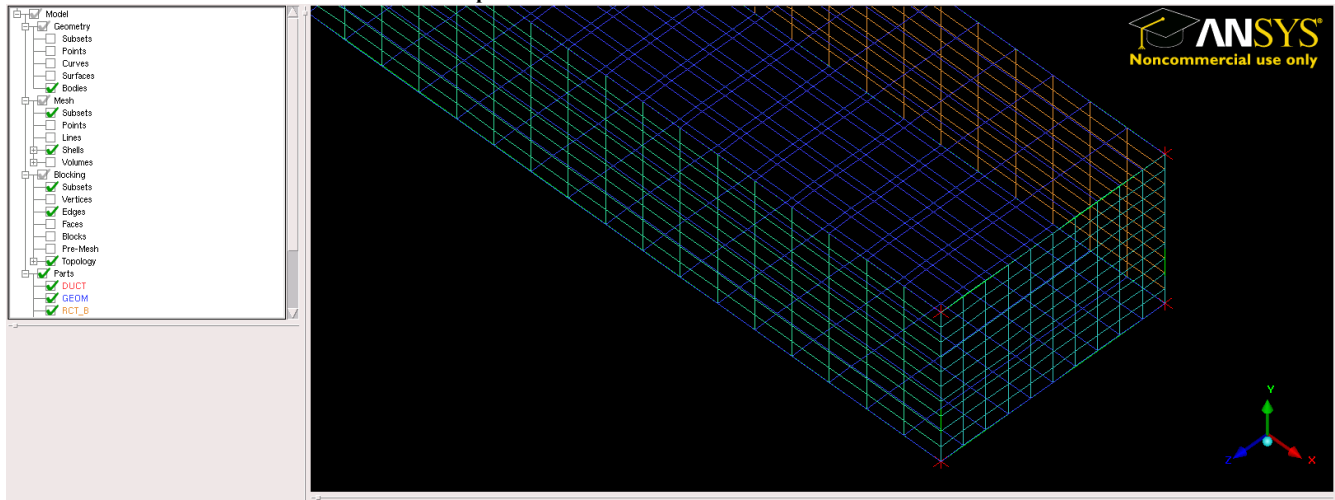 Model
Geometry
Subsets
Points
Curves
Surfaces
Bodies
Mesh
Subsets
Points
Lines
Shells
Volumes
Blocking
Subsets
Vertices
Edges
Faces
Blocks
Pre-Mesh
Topology
Parts
DUCT
GEOM
RCT_B
ANSYS®
Noncommercial use only
Y
Z
X